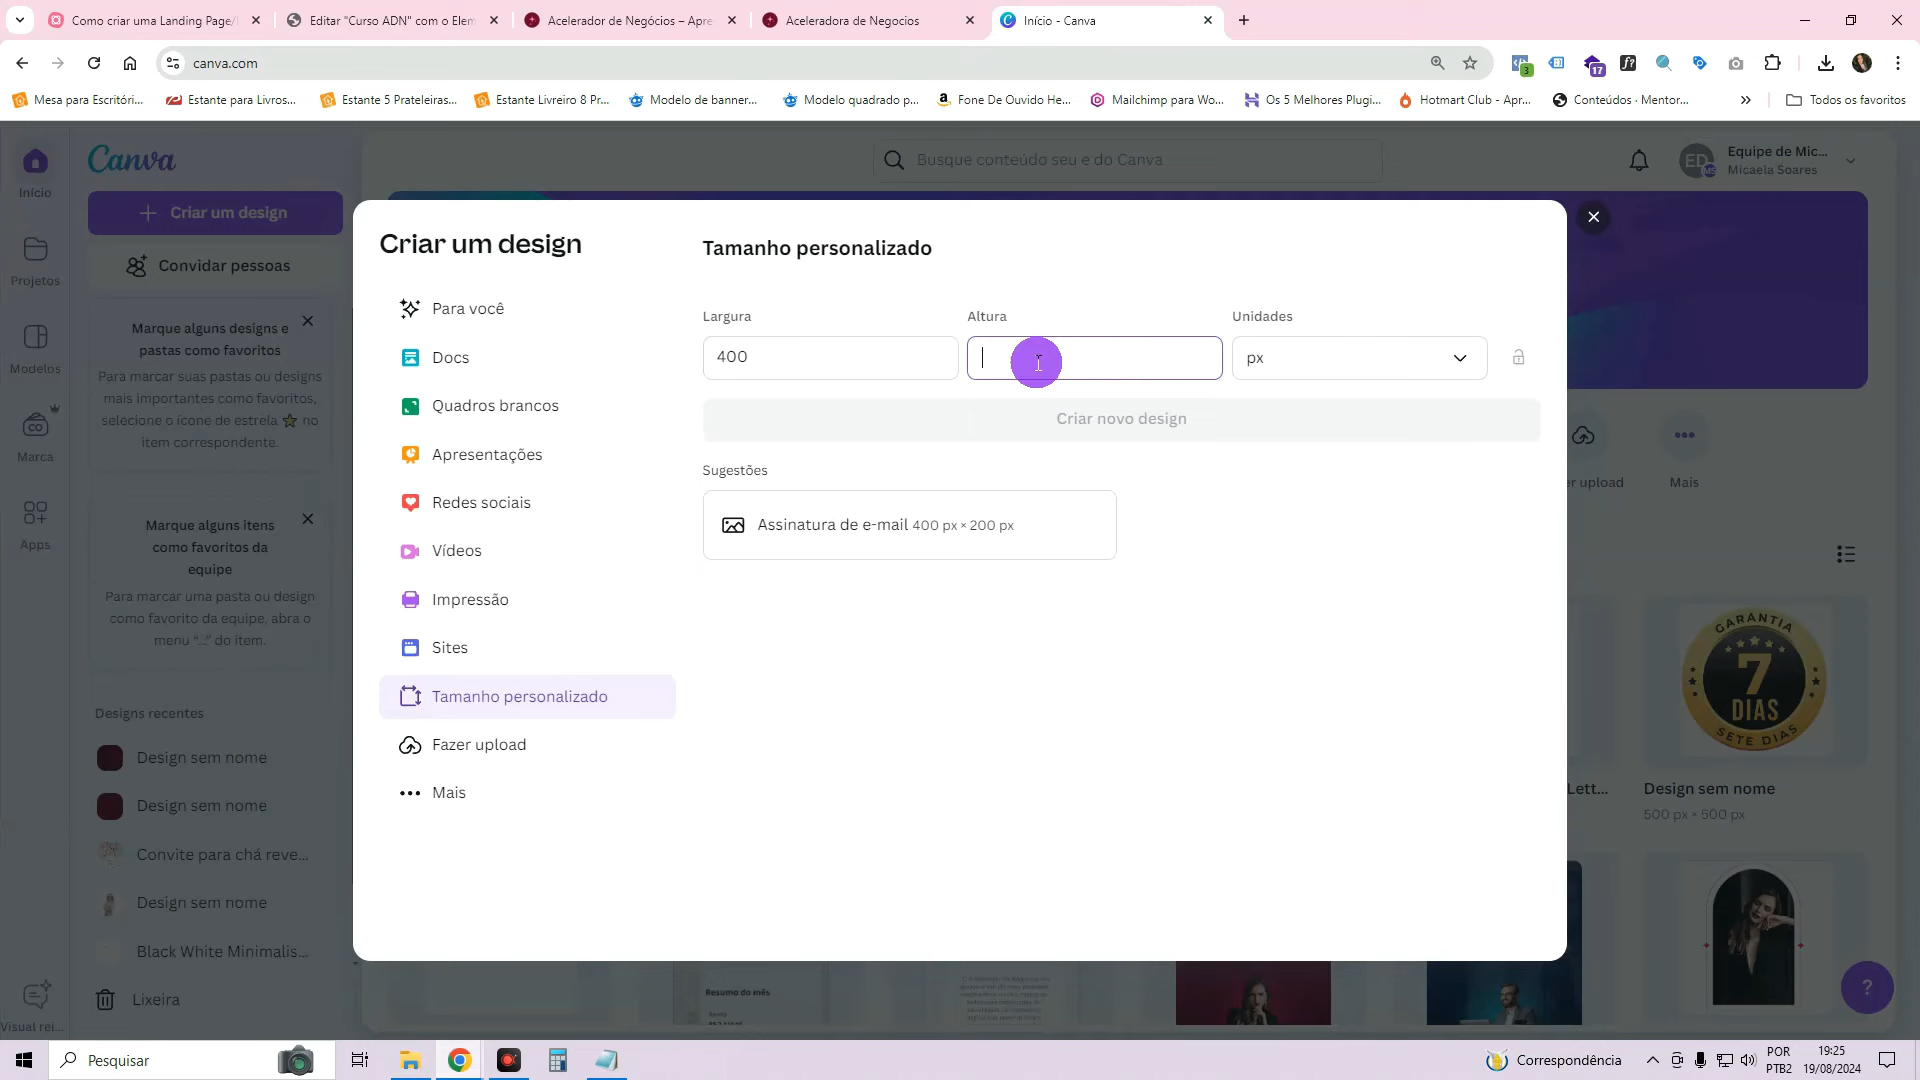 Como criar uma Landing Page/
Editar "Curso ADN" com o Elem
Acelerador de Negócios – Apre
Aceleradora de Negocios
Início - Canva
canva.com
3
17
f?
Mesa para Escritóri...
Estante para Livros...
Estante 5 Prateleiras...
Estante Livreiro 8 Pr...
Modelo de banner...
Modelo quadrado p...
Fone De Ouvido He...
Mailchimp para Wo...
Os 5 Melhores Plugi...
Hotmart Club - Apr...
Conteúdos · Mentor...
Todos os favoritos
Canva
Busque conteúdo seu e do Canva
ED
MS
Equipe de Mic...
Micaela Soares
Início
Projetos
Modelos
Marca
Apps
Visual rei...
Criar um design
Convidar pessoas
Marque alguns designs e
pastas como favoritos
Para marcar suas pastas ou designs
mais importantes como favoritos,
selecione o ícone de estrela ⭐ no
item correspondente.
Marque alguns itens
como favoritos da
equipe
Para marcar uma pasta ou design
como favorito da equipe, abra o
menu "..." do item.
Designs recentes
Design sem nome
Design sem nome
Convite para chá reve...
Design sem nome
Black White Minimalis...
Lixeira
Criar um design
Para você
Docs
Quadros brancos
Apresentações
Redes sociais
Vídeos
Impressão
Sites
Tamanho personalizado
Fazer upload
Mais
Tamanho personalizado
Largura
Altura
Unidades
400
px
Criar novo design
Sugestões
Assinatura de e-mail 400 px × 200 px
er upload
Mais
GARANTIA
7
DIAS
SETE DIAS
Lett...
Design sem nome
500 px × 500 px
Resumo do mês
?
Pesquisar
Correspondência
POR
PTB2
19:25
19/08/2024